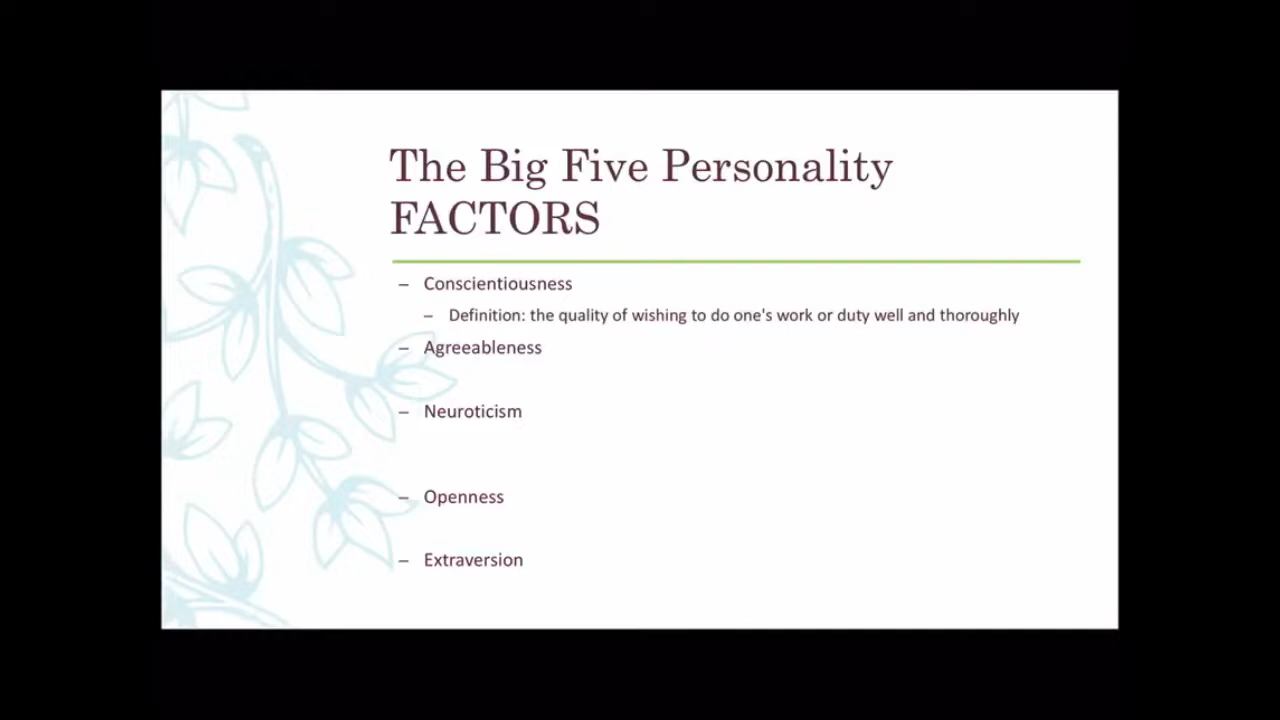 The Big Five Personality
FACTORS
– Conscientiousness
– Definition: the quality of wishing to do one's work or duty well and thoroughly
– Agreeableness
– Neuroticism
– Openness
– Extraversion